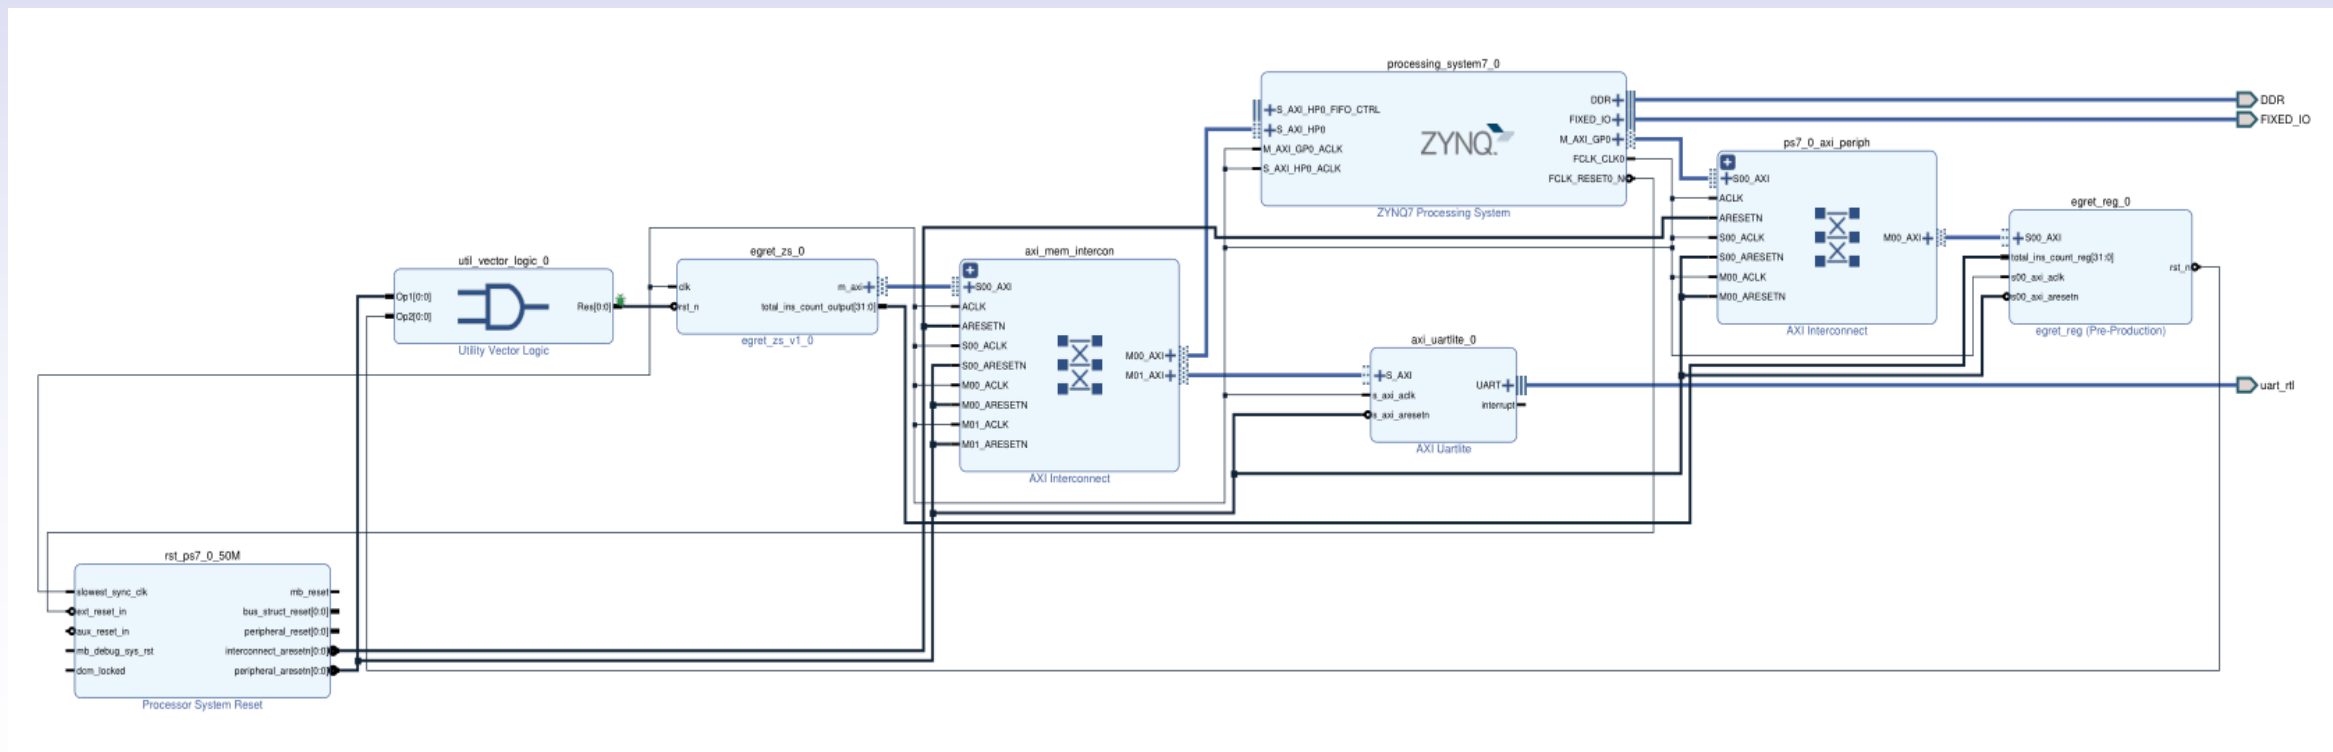 processing_system7_0
S_AXI_HP0_FIFO_CTRL
S_AXI_HP0
M_AXI_GP0_ACLK
S_AXI_HP0_ACLK
ZYNQ
DDR
FIXED_IO
M_AXI_GP0
FCLK_CLK0
FCLK_RESET0_N
ZYNQ7 Processing System
DDR
FIXED_IO
ps7_0_axi_periph
S00_AXI
ACLK
ARESETN
S00_ACLK
S00_ARESETN
M00_ACLK
M00_ARESETN
M00_AXI
AXI Interconnect
egret_reg_0
S00_AXI
total_ins_count_reg[31:0]
s00_axi_aclk
s00_axi_aresetn
rst_n
egret_reg (Pre-Production)
util_vector_logic_0
Op1[0:0]
Op2[0:0]
Res[0:0]
Utility Vector Logic
egret_zs_0
clk
rst_n
m_axi
total_ins_count_output[31:0]
egret_zs_v1_0
axi_mem_intercon
S00_AXI
ACLK
ARESETN
S00_ACLK
S00_ARESETN
M00_ACLK
M00_ARESETN
M01_ACLK
M01_ARESETN
M00_AXI
M01_AXI
AXI Interconnect
axi_uartlite_0
S_AXI
s_axi_aclk
s_axi_aresetn
UART
interrupt
AXI Uartlite
uart_rtl
rst_ps7_0_50M
slowest_sync_clk
ext_reset_in
aux_reset_in
mb_debug_sys_rst
dcm_locked
mb_reset
bus_struct_reset[0:0]
peripheral_reset[0:0]
interconnect_aresetn[0:0]
peripheral_aresetn[0:0]
Processor System Reset